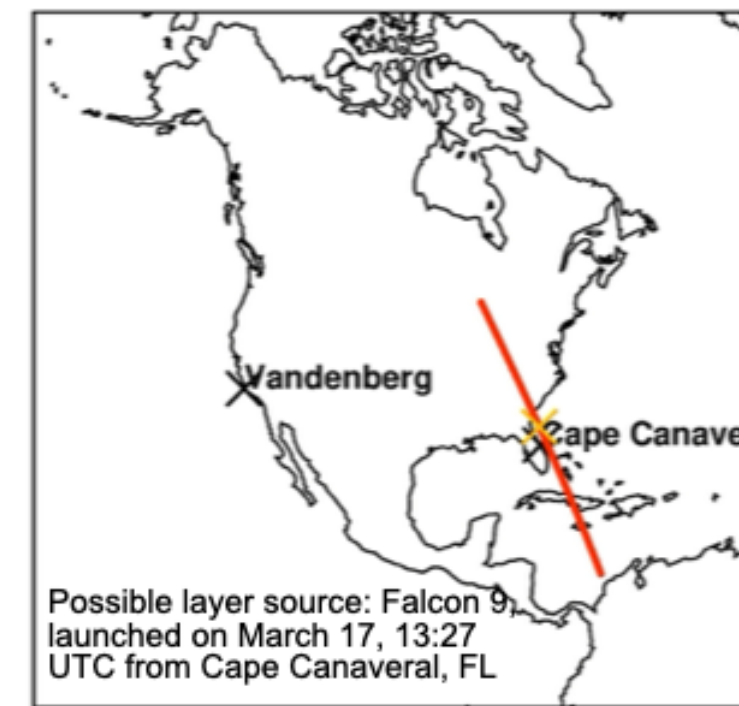 Vandenberg
Cape Canave
Possible layer source: Falcon 9,
launched on March 17, 13:27
UTC from Cape Canaveral, FL